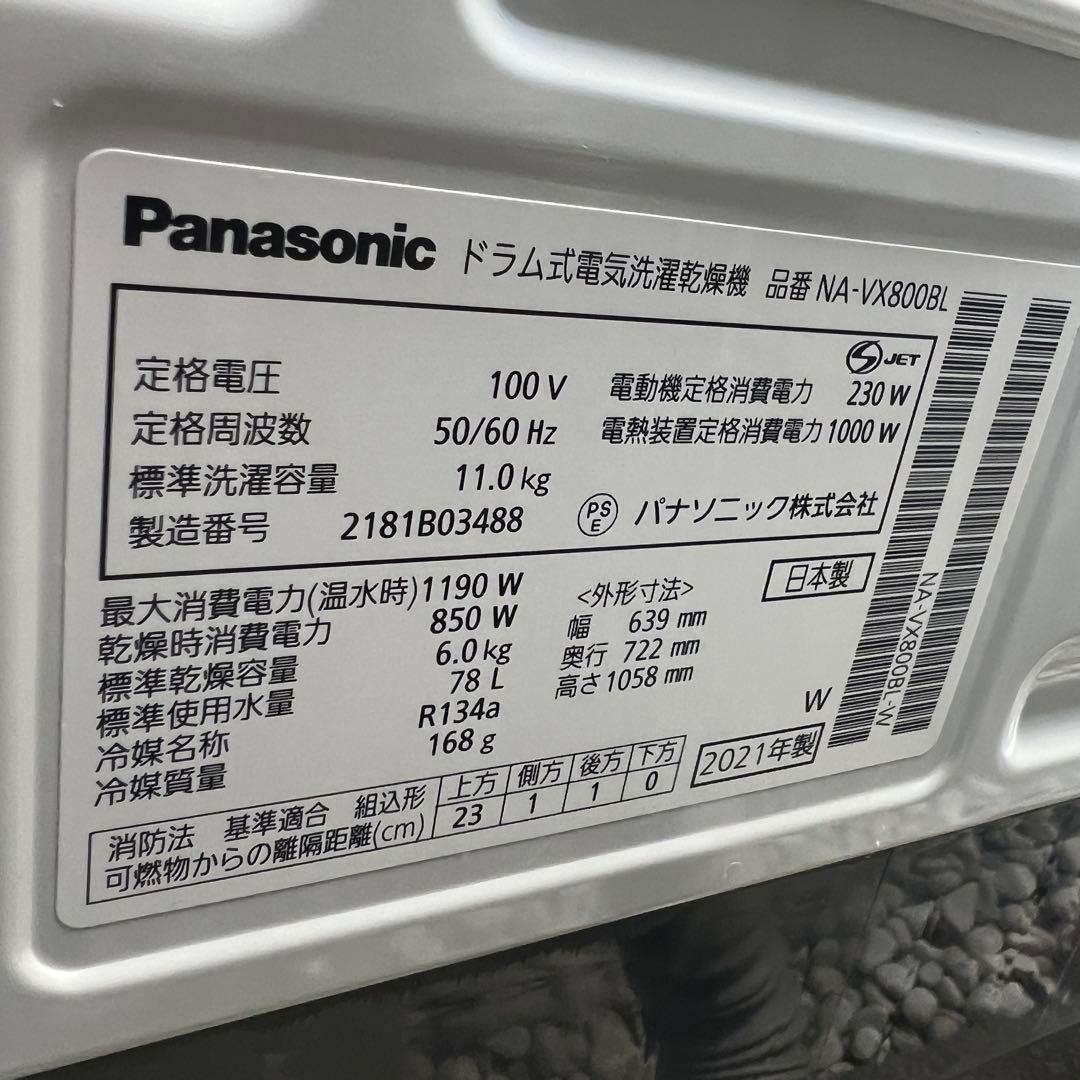 Panasonic ドラム式電気洗濯乾燥機 品番 NA-VX800BL
JET
定格電圧 100 V 電動機定格消費電力 230 W
定格周波数 50/60 Hz 電熱装置定格消費電力 1000 W
標準洗濯容量 11.0 kg
製造番号 2181B03488 PSE パナソニック株式会社
最大消費電力(温水時) 1190 W <外形寸法> 日本製
乾燥時消費電力 850 W 幅 639 mm
標準乾燥容量 6.0 kg 奥行 722 mm
標準使用水量 78 L 高さ 1058 mm
冷媒名称 R134a W
冷媒質量 168 g
消防法 基準適合 組込形 上方 側方 後方 下方 2021年製
可燃物からの離隔距離(cm) 23 1 1 0
NA-VX800BL-W